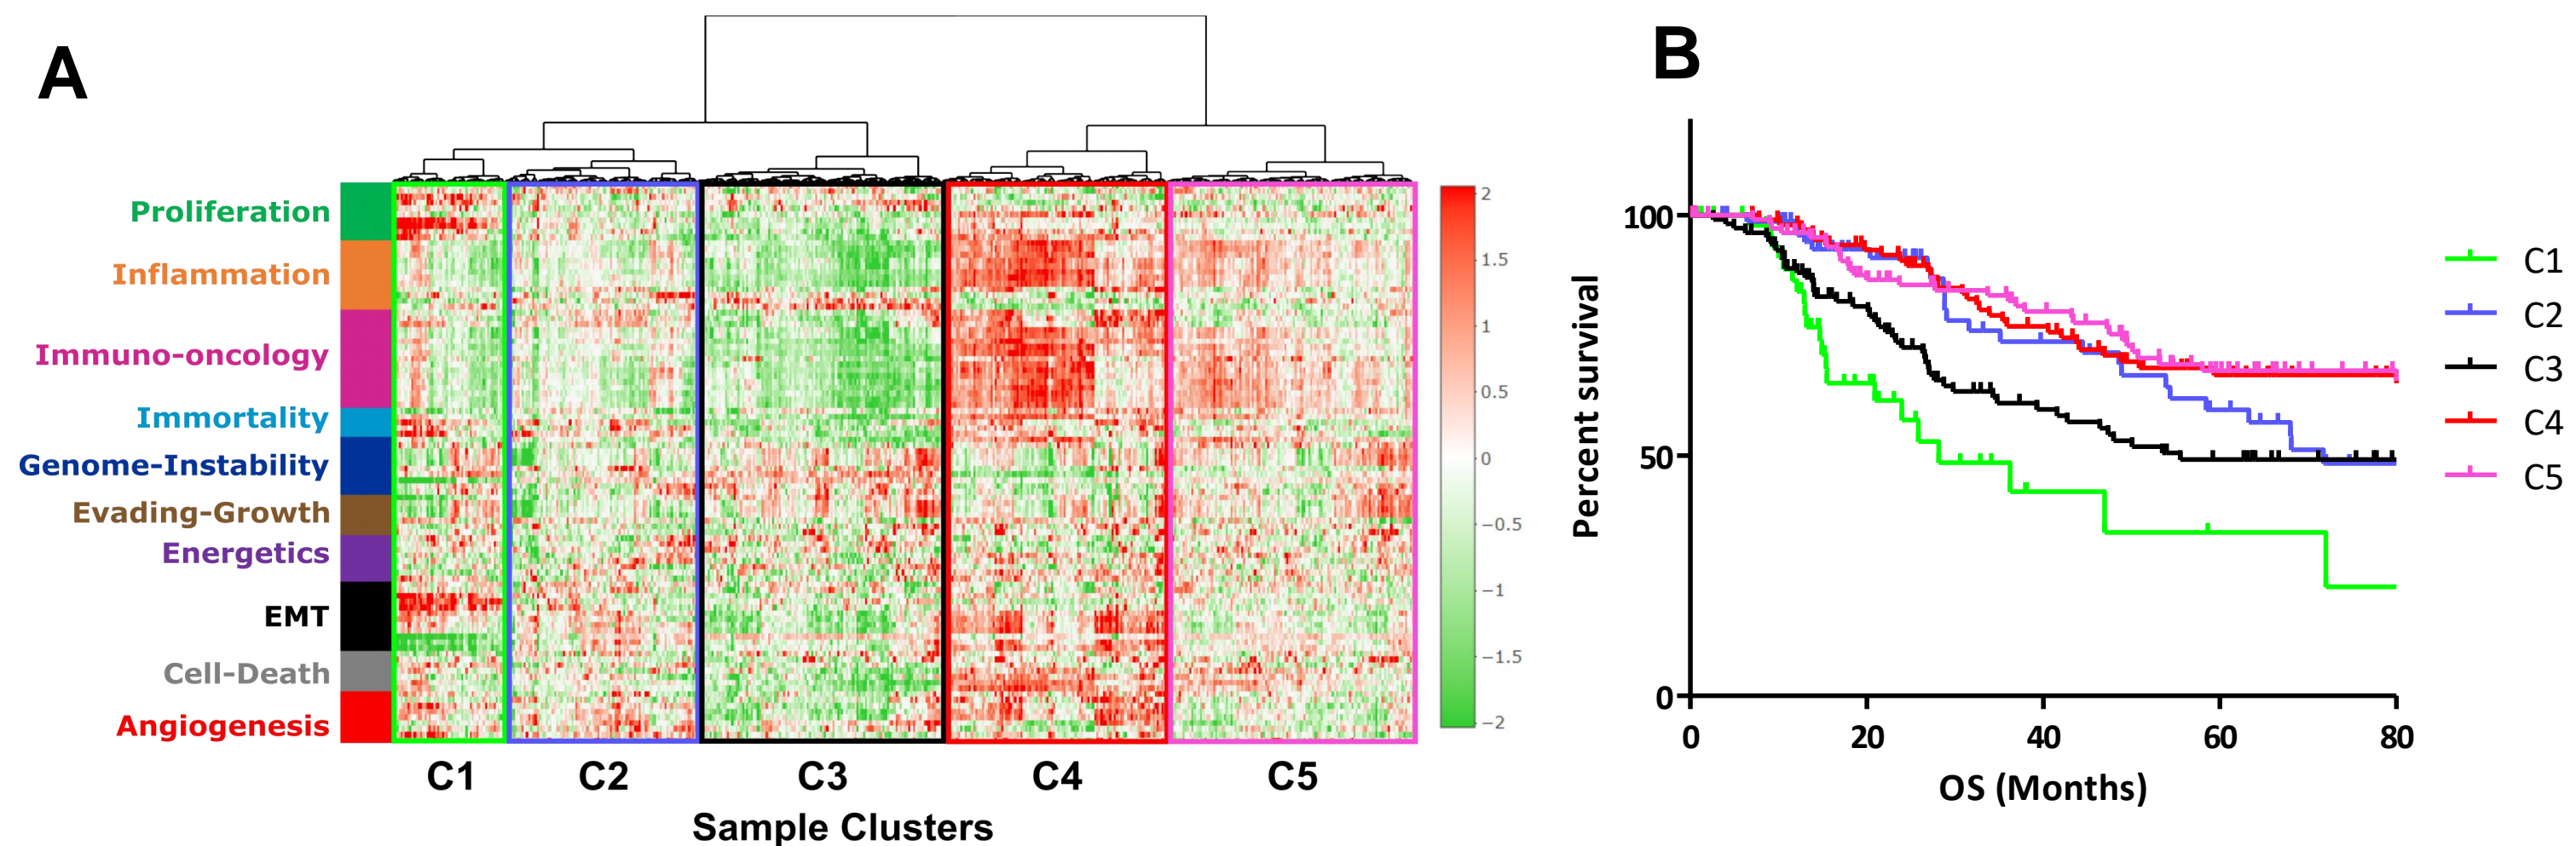 A
Proliferation
Inflammation
Immuno-oncology
Immortality
Genome-Instability
Evading-Growth
Energetics
EMT
Cell-Death
Angiogenesis
C1 C2 C3 C4 C5
Sample Clusters
2
1.5
1
0.5
0
−0.5
−1
−1.5
−2
B
Percent survival
100
50
0
0 20 40 60 80
OS (Months)
C1
C2
C3
C4
C5